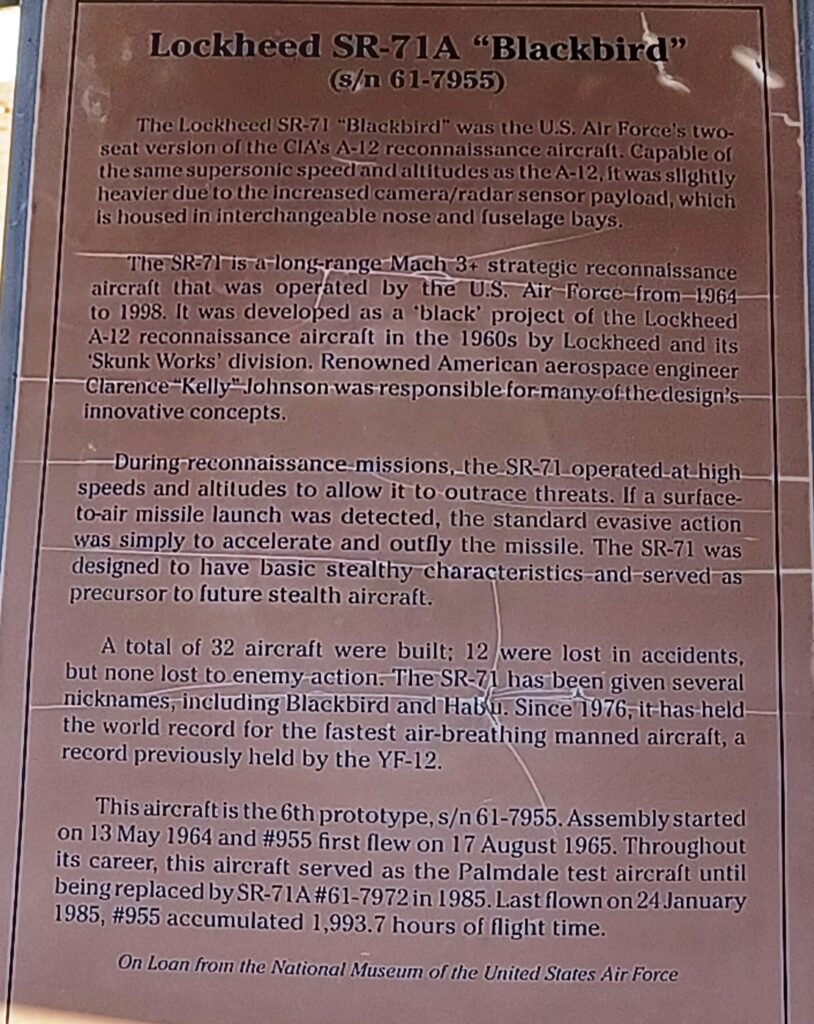 Lockheed SR-71A “Blackbird”
(s/n 61-7955)
The Lockheed SR-71 “Blackbird” was the U.S. Air Force’s two-
seat version of the CIA’s A-12 reconnaissance aircraft. Capable of
the same supersonic speed and altitudes as the A-12, it was slightly
heavier due to the increased camera/radar sensor payload, which
is housed in interchangeable nose and fuselage bays.
The SR-71 is a long-range Mach 3+ strategic reconnaissance
aircraft that was operated by the U.S. Air Force from 1964
to 1998. It was developed as a ‘black’ project of the Lockheed
A-12 reconnaissance aircraft in the 1960s by Lockheed and its
‘Skunk Works’ division. Renowned American aerospace engineer
Clarence “Kelly” Johnson was responsible for many of the design’s
innovative concepts.
During reconnaissance missions, the SR-71 operated at high
speeds and altitudes to allow it to outrace threats. If a surface-
to-air missile launch was detected, the standard evasive action
was simply to accelerate and outfly the missile. The SR-71 was
designed to have basic stealthy characteristics and served as
precursor to future stealth aircraft.
A total of 32 aircraft were built; 12 were lost in accidents,
but none lost to enemy action. The SR-71 has been given several
nicknames, including Blackbird and Habu. Since 1976, it has held
the world record for the fastest air-breathing manned aircraft, a
record previously held by the YF-12.
This aircraft is the 6th prototype, s/n 61-7955. Assembly started
on 13 May 1964 and #955 first flew on 17 August 1965. Throughout
its career, this aircraft served as the Palmdale test aircraft until
being replaced by SR-71A #61-7972 in 1985. Last flown on 24 January
1985, #955 accumulated 1,993.7 hours of flight time.
On Loan from the National Museum of the United States Air Force